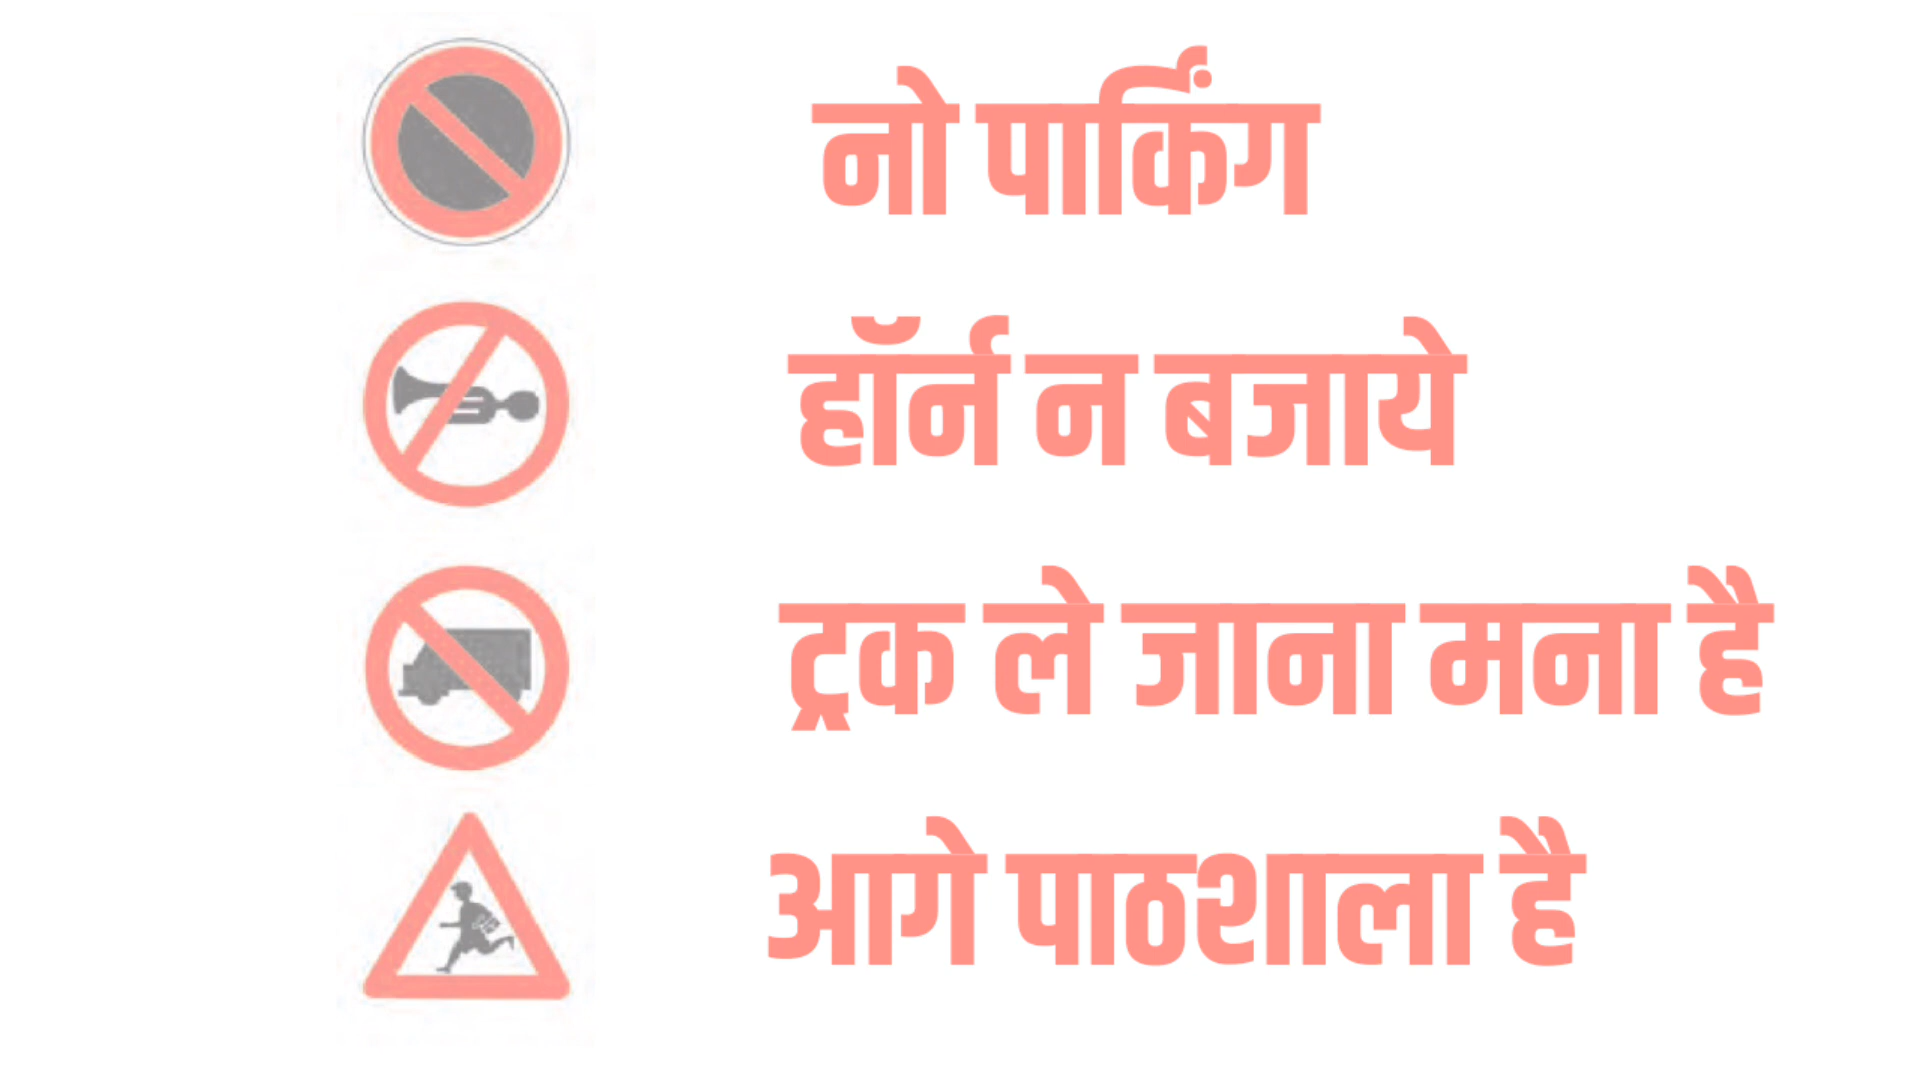 नो पार्किंग
हॉर्न न बजाये
ट्रक ले जाना मना है
आगे पाठशाला है